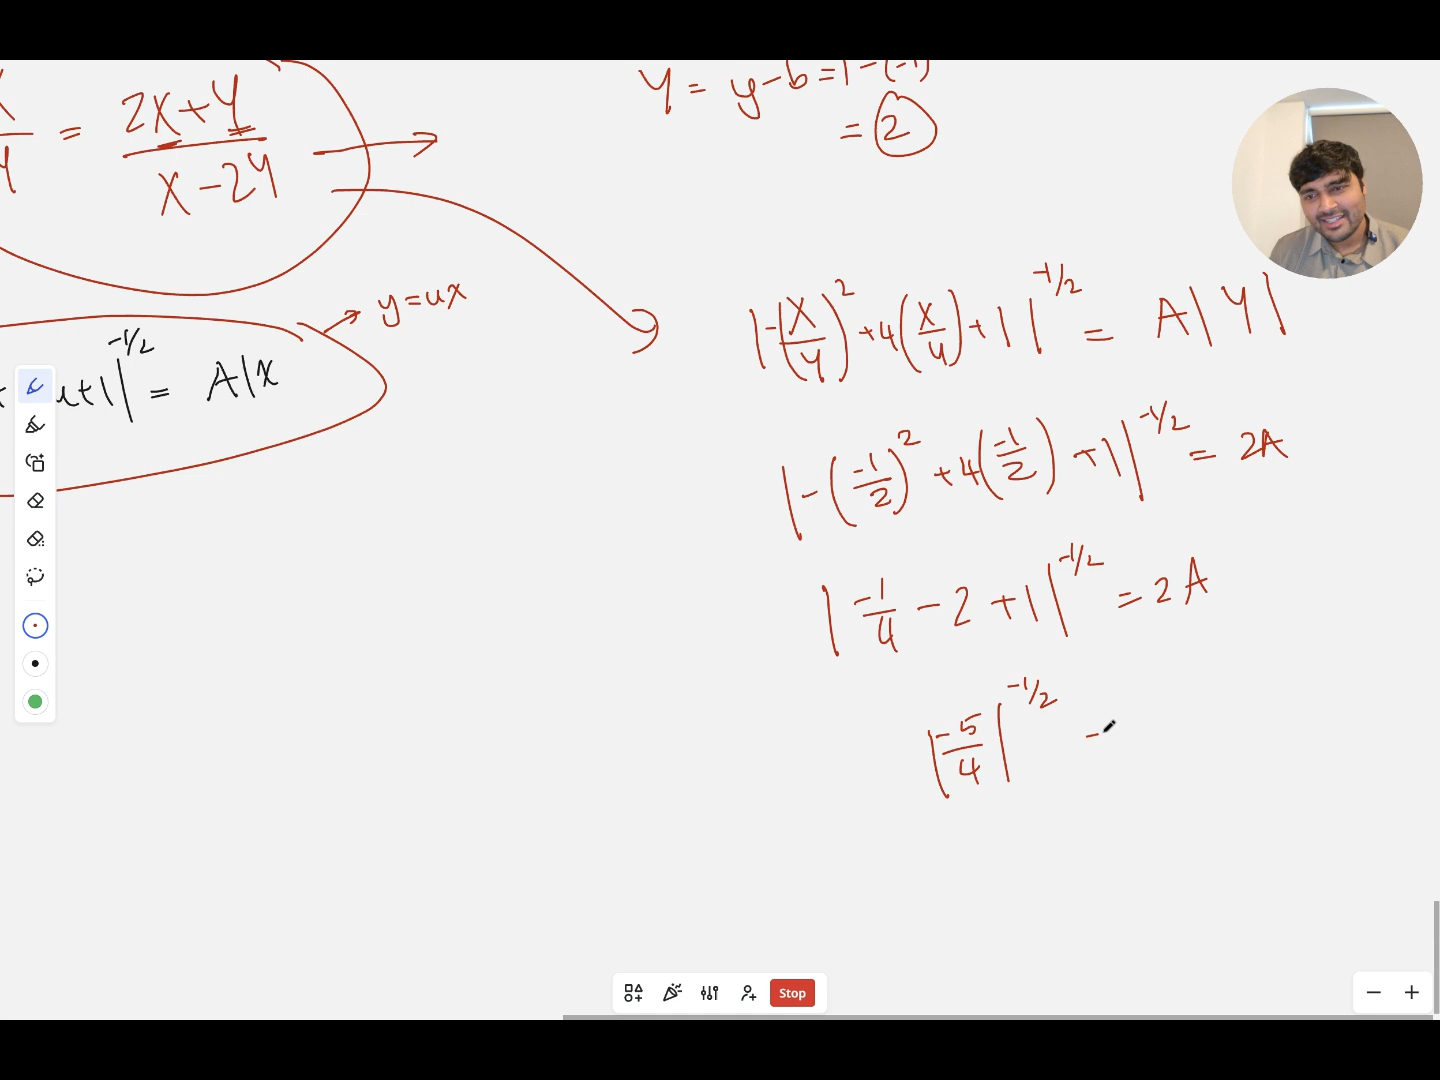 Y = y-b = 1-(-1)
= 2
= 2X+Y / X-2Y
y=ux
u+1|^-1/2 = A|X
|-(X/Y)^2 +4(X/Y)+1|^-1/2 = A|Y|
|-(-1/2)^2 +4(-1/2)+1|^-1/2 = 2A
|-1/4 -2+1|^-1/2 = 2A
|-5/4|^-1/2 -
Stop